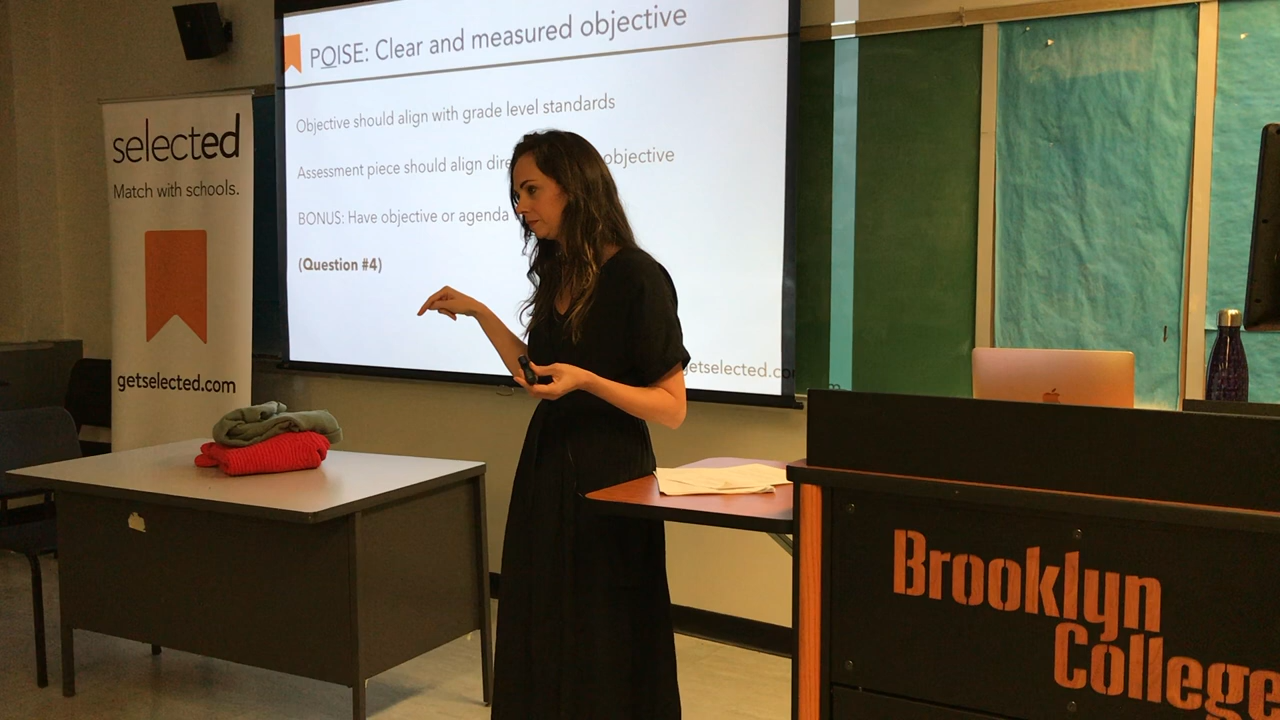 selected
Match with schools.
getselected.com
POISE: Clear and measured objective
Objective should align with grade level standards
Assessment piece should align objective
BONUS: Have objective or agenda
(Question #4)
getselected.com
Brooklyn
College